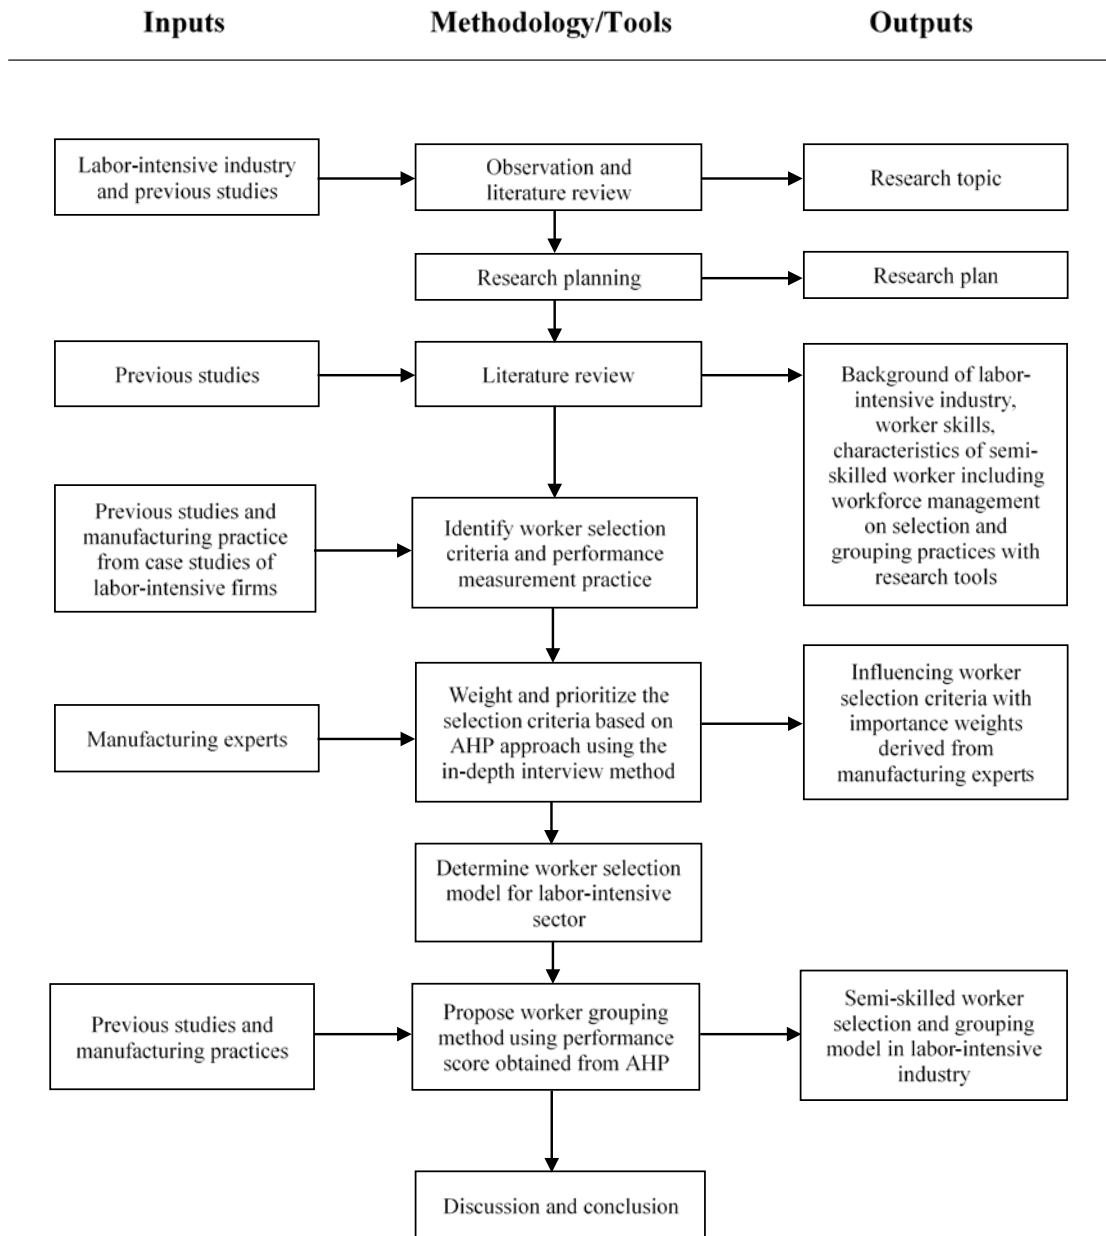 Inputs
Methodology/Tools
Outputs
Labor-intensive industry
and previous studies
Observation and
literature review
Research topic
Research planning
Research plan
Previous studies
Literature review
Background of labor-
intensive industry,
worker skills,
characteristics of semi-
skilled worker including
workforce management
on selection and
grouping practices with
research tools
Previous studies and
manufacturing practice
from case studies of
labor-intensive firms
Identify worker selection
criteria and performance
measurement practice
Manufacturing experts
Weight and prioritize the
selection criteria based on
AHP approach using the
in-depth interview method
Influencing worker
selection criteria with
importance weights
derived from
manufacturing experts
Determine worker selection
model for labor-intensive
sector
Previous studies and
manufacturing practices
Propose worker grouping
method using performance
score obtained from AHP
Semi-skilled worker
selection and grouping
model in labor-intensive
industry
Discussion and conclusion